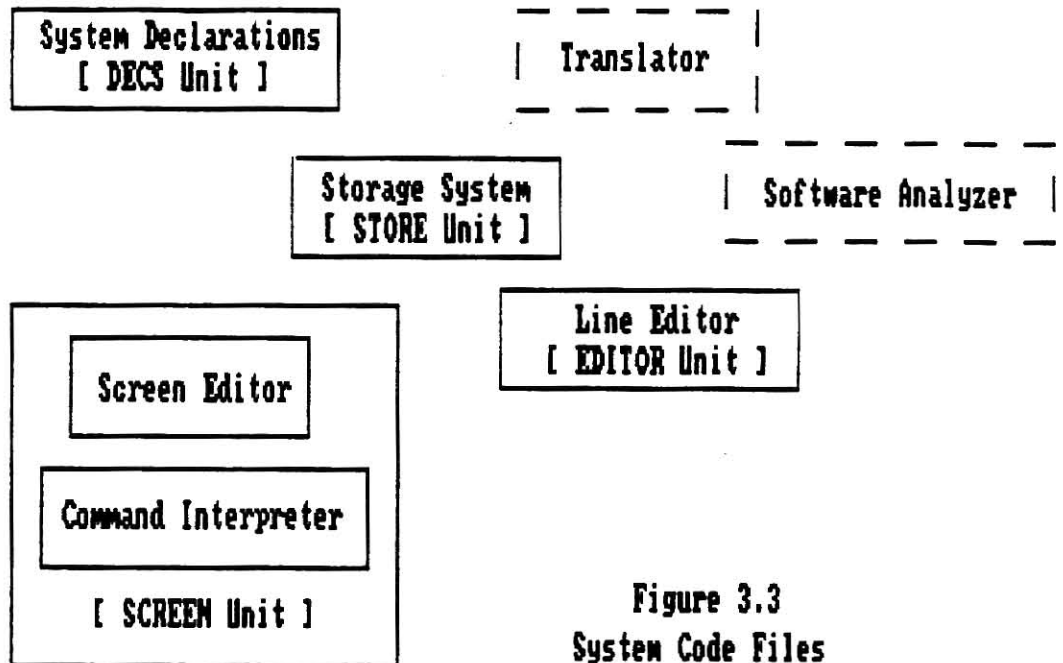 System Declarations
[ DECS Unit ]
Translator
Storage System
[ STORE Unit ]
Software Analyzer
Line Editor
[ EDITOR Unit ]
Screen Editor
Command Interpreter
[ SCREEN Unit ]
Figure 3.3
System Code Files